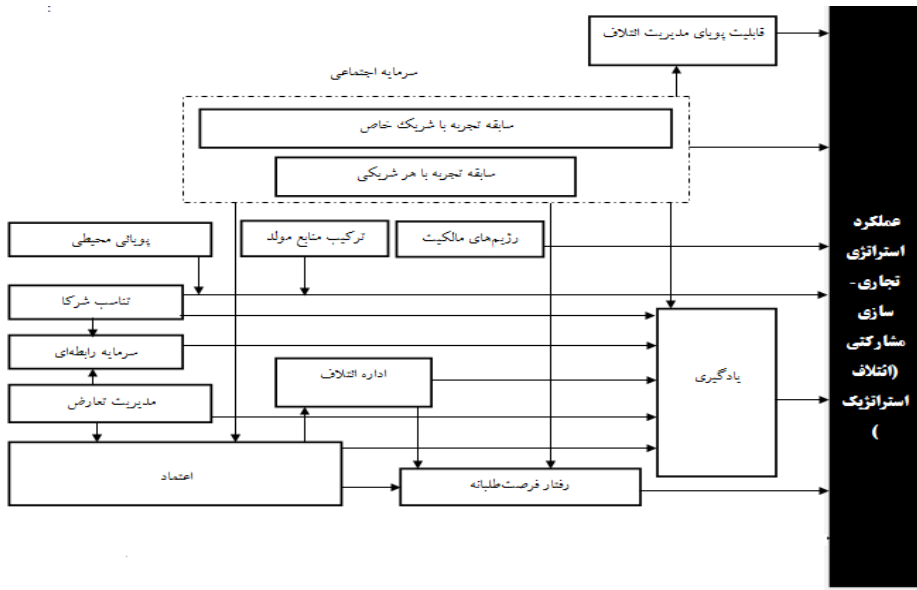 :
قابلیت پویای مدیریت ائتلاف
سرمایه اجتماعی
سابقه تجربه با شریک خاص
سابقه تجربه با هر شریکی
رژیم‌های مالکیت
ترکیب منابع مولد
پویائی محیطی
تناسب شرکا
سرمایه رابطه‌ای
اداره ائتلاف
یادگیری
مدیریت تعارض
اعتماد
رفتار فرصت‌طلبانه
عملکرد
استراتژی
تجاری-
سازی
مشارکتی
(ائتلاف
استراتژیک
)